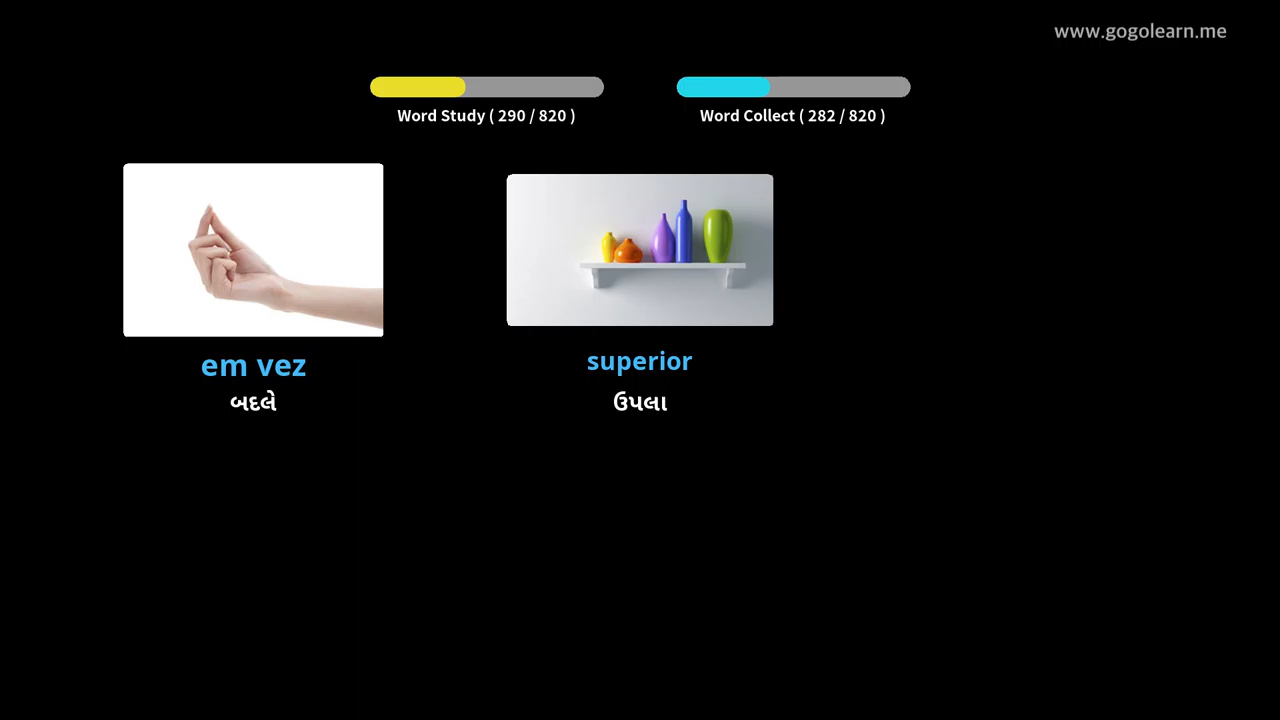 www.gogolearn.me
Word Study ( 290 / 820 )
Word Collect ( 282 / 820 )
em vez
બદલે
superior
ઉપલા